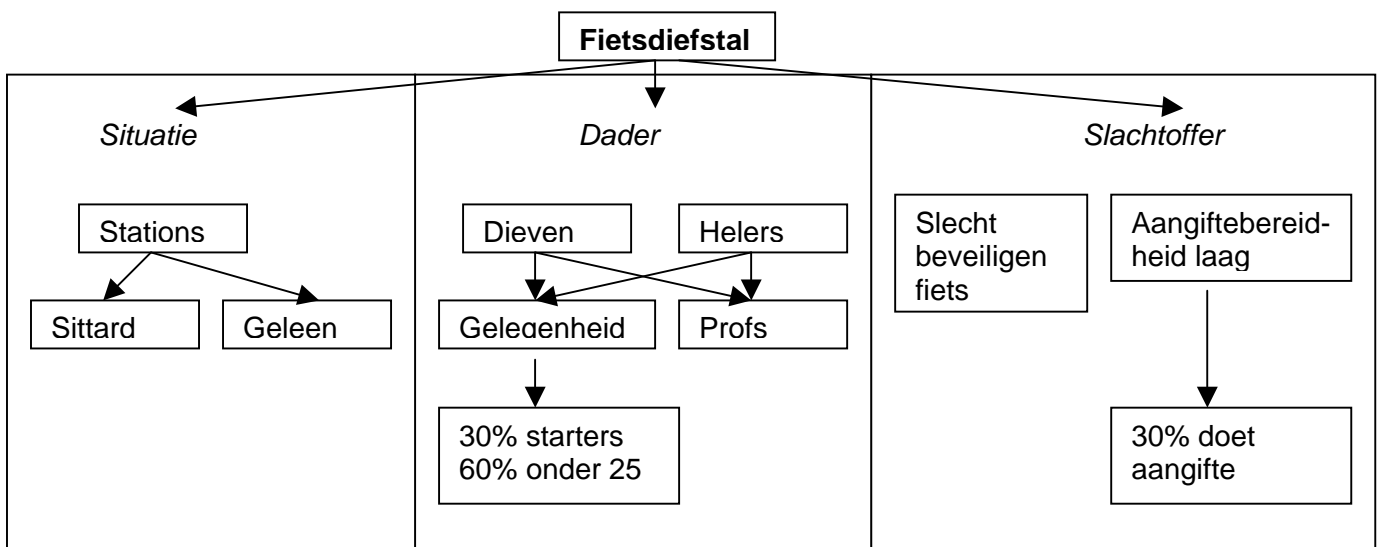 Fietsdiefstal
Situatie
Dader
Slachtoffer
Stations
Sittard
Geleen
Dieven
Helers
Gelegenheid
Profs
30% starters
60% onder 25
Slecht
beveiligen
fiets
Aangiftebereid-
heid laag
30% doet
aangifte